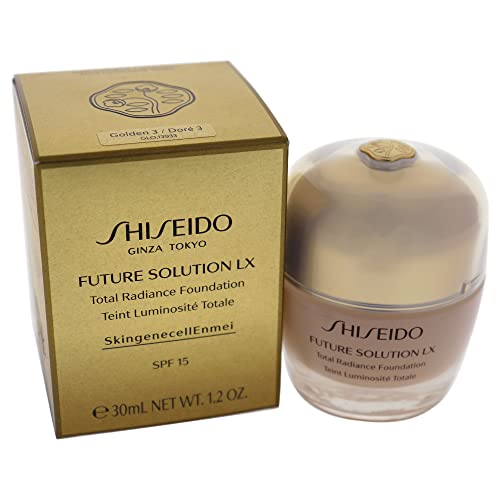 Golden 3 / Doré 3
SHISEIDO
GINZA TOKYO
FUTURE SOLUTION LX
Total Radiance Foundation
Teint Luminosité Totale
SkingenecellEnmei
SPF 15
e 30mL NET WT. 1.2 OZ.
SHISEIDO
FUTURE SOLUTION LX
Total Radiance Foundation
Teint Luminosité Totale